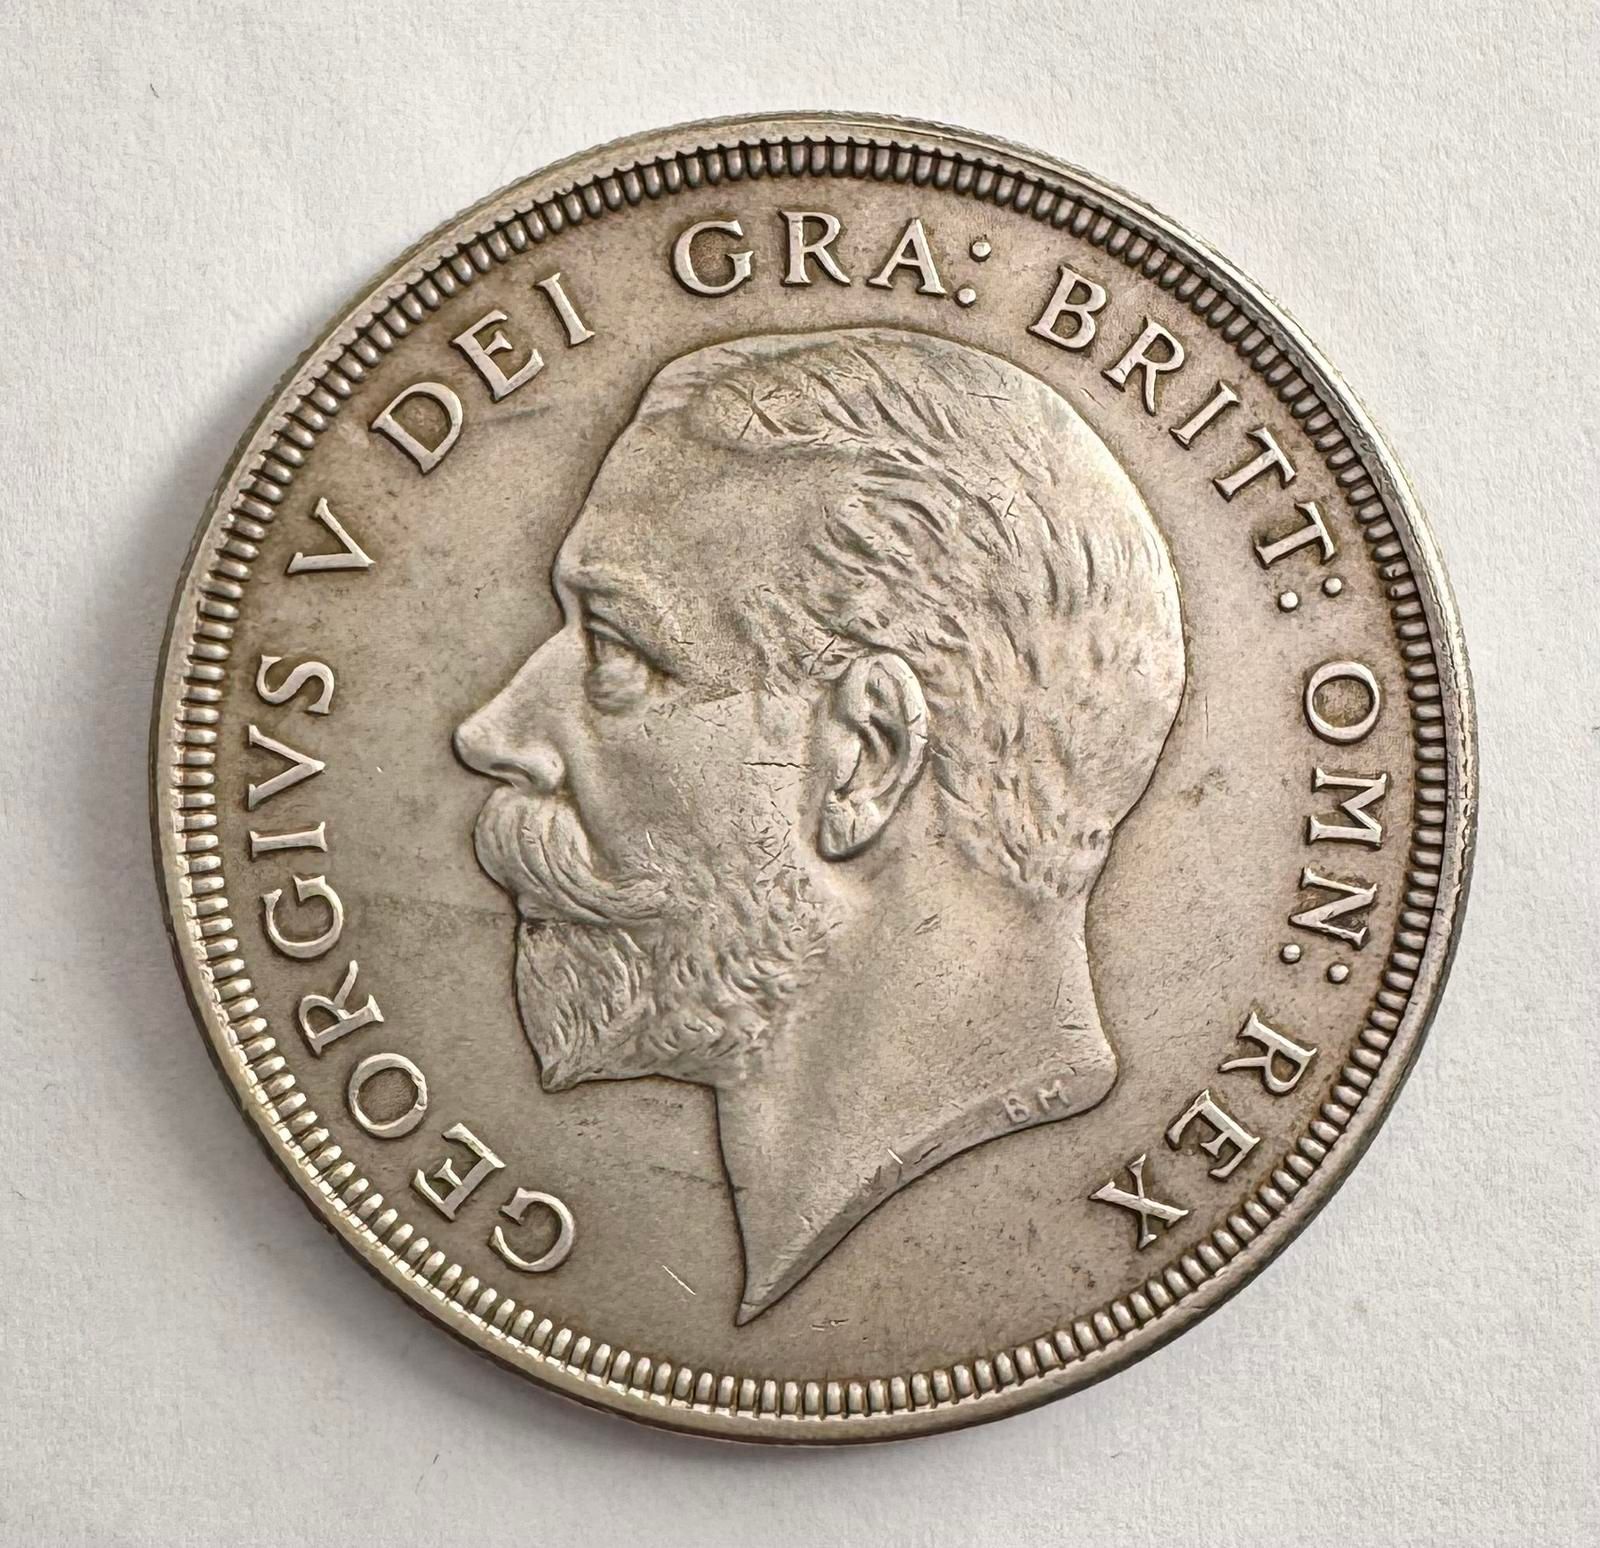 GEORGIVS V DEI GRA: BRITT: OMN: REX
BM